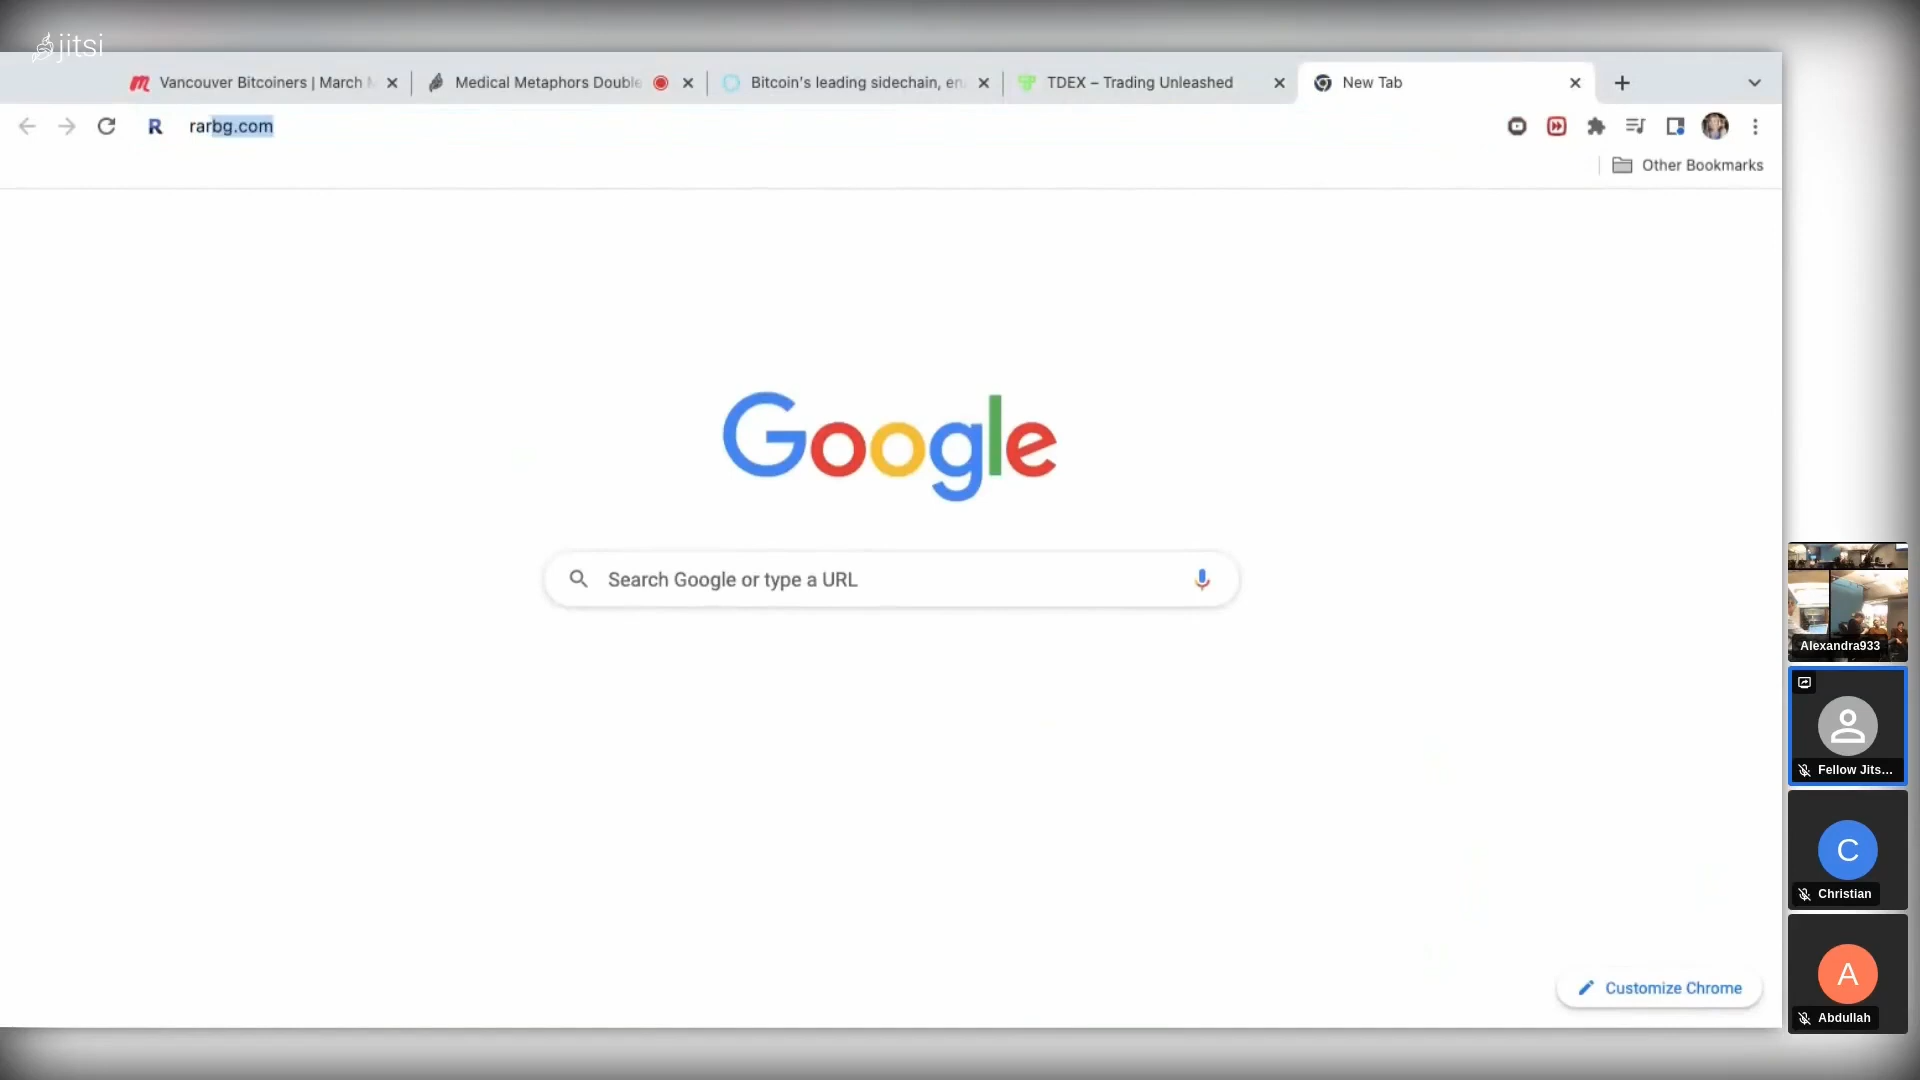 jitsi
Vancouver Bitcoiners | March
Medical Metaphors Double
Bitcoin's leading sidechain, en
TDEX – Trading Unleashed
New Tab
R
rarbg.com
Other Bookmarks
Google
Search Google or type a URL
Alexandra933
Fellow Jits...
C
Christian
A
Abdullah
Customize Chrome